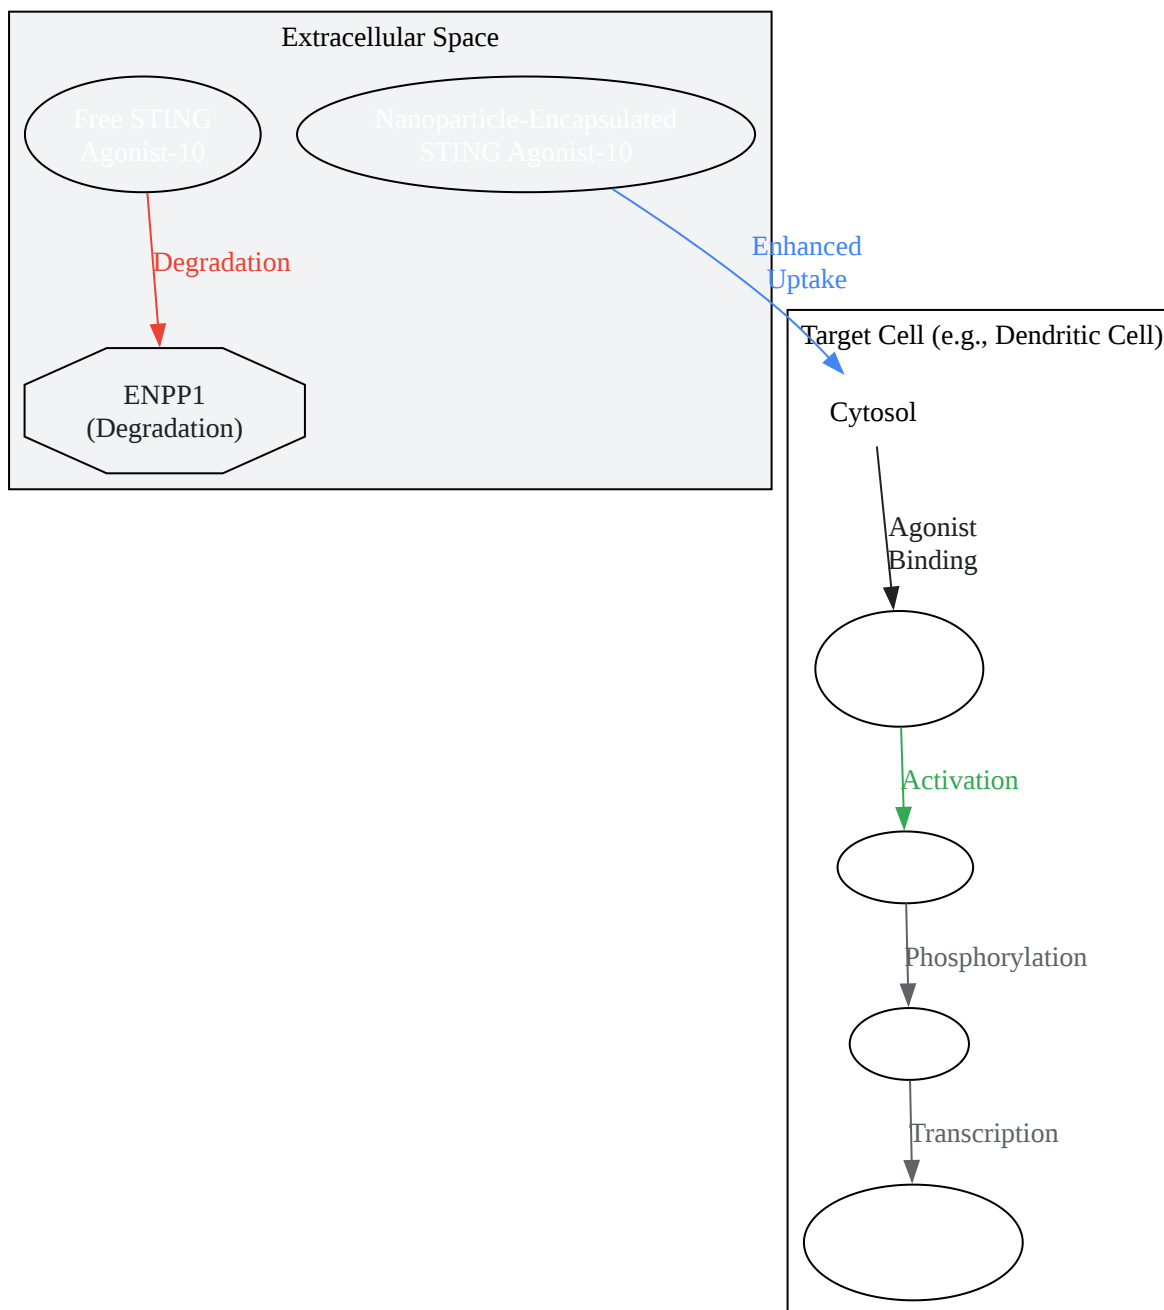 Extracellular Space
Free STING
Agonist-10
Nanoparticle-Encapsulated
STING Agonist-10
Degradation
Enhanced
Uptake
Target Cell (e.g., Dendritic Cell)
ENPP1
(Degradation)
Cytosol
Agonist
Binding
Activation
Phosphorylation
Transcription